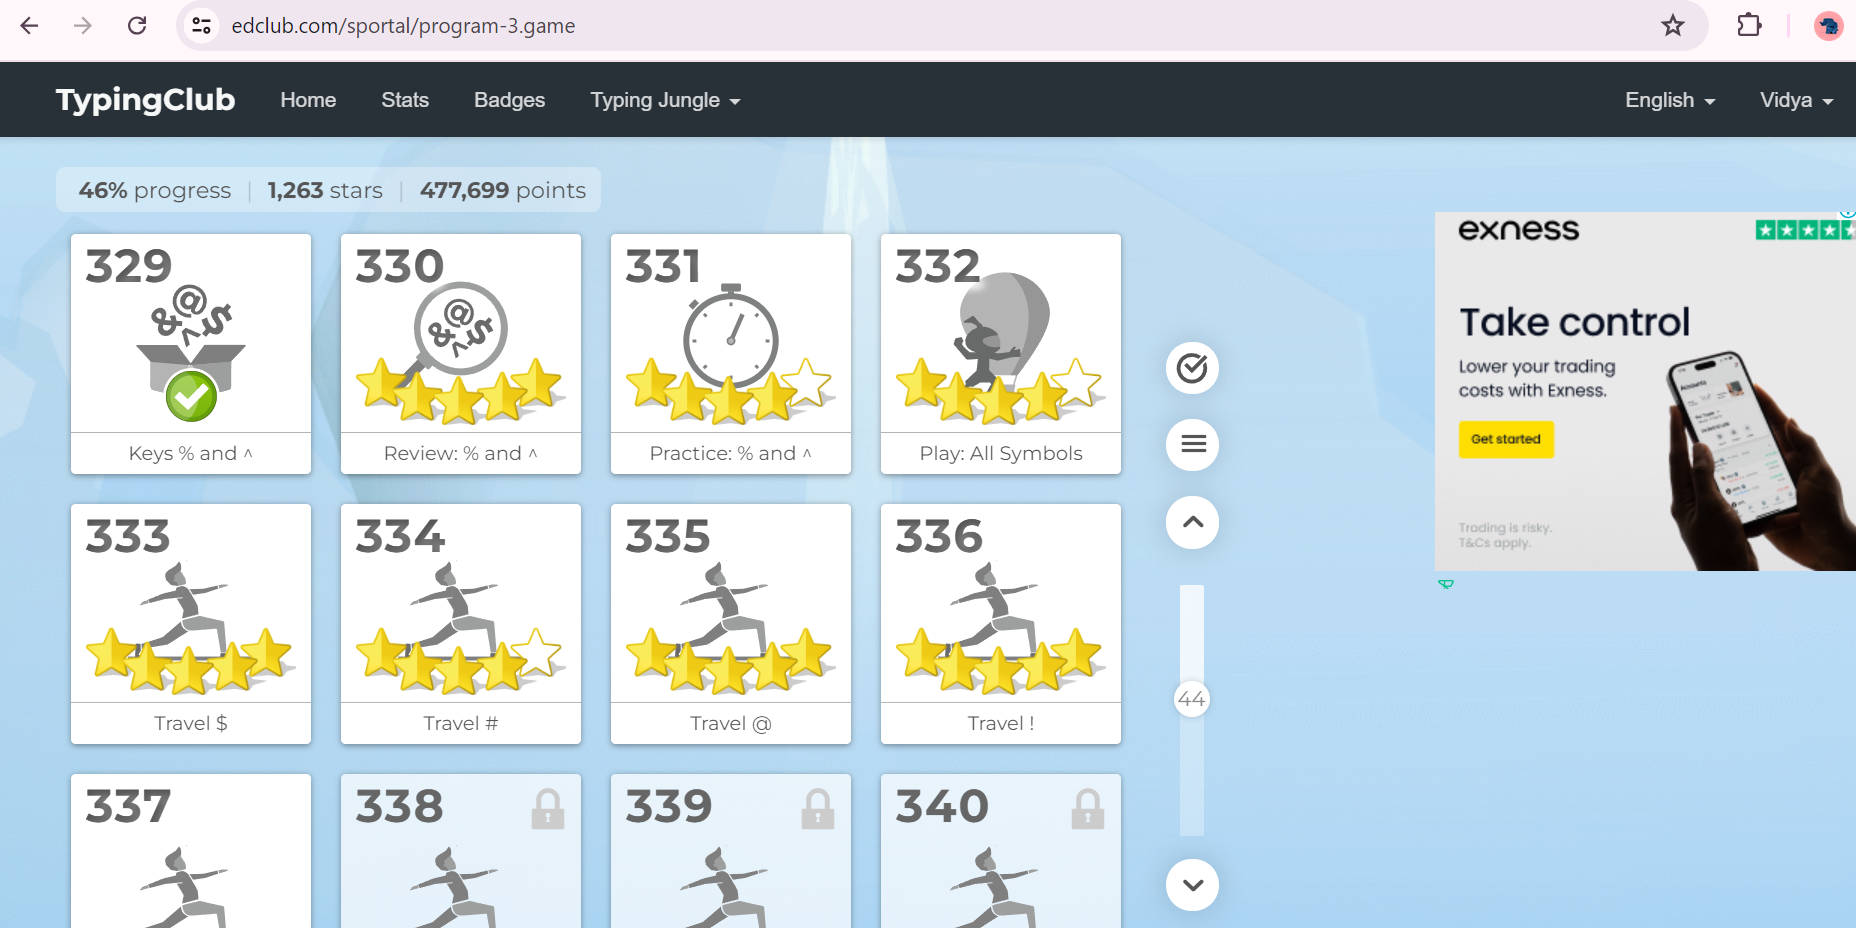 edclub.com/sportal/program-3.game
TypingClub Home Stats Badges Typing Jungle English Vidya
46% progress | 1,263 stars | 477,699 points
329
Keys % and ^
330
Review: % and ^
331
Practice: % and ^
332
Play: All Symbols
333
Travel $
334
Travel #
335
Travel @
336
Travel !
337
338
339
340
44
exness
Take control
Lower your trading
costs with Exness.
Get started
Trading is risky.
T&Cs apply.
Accounts